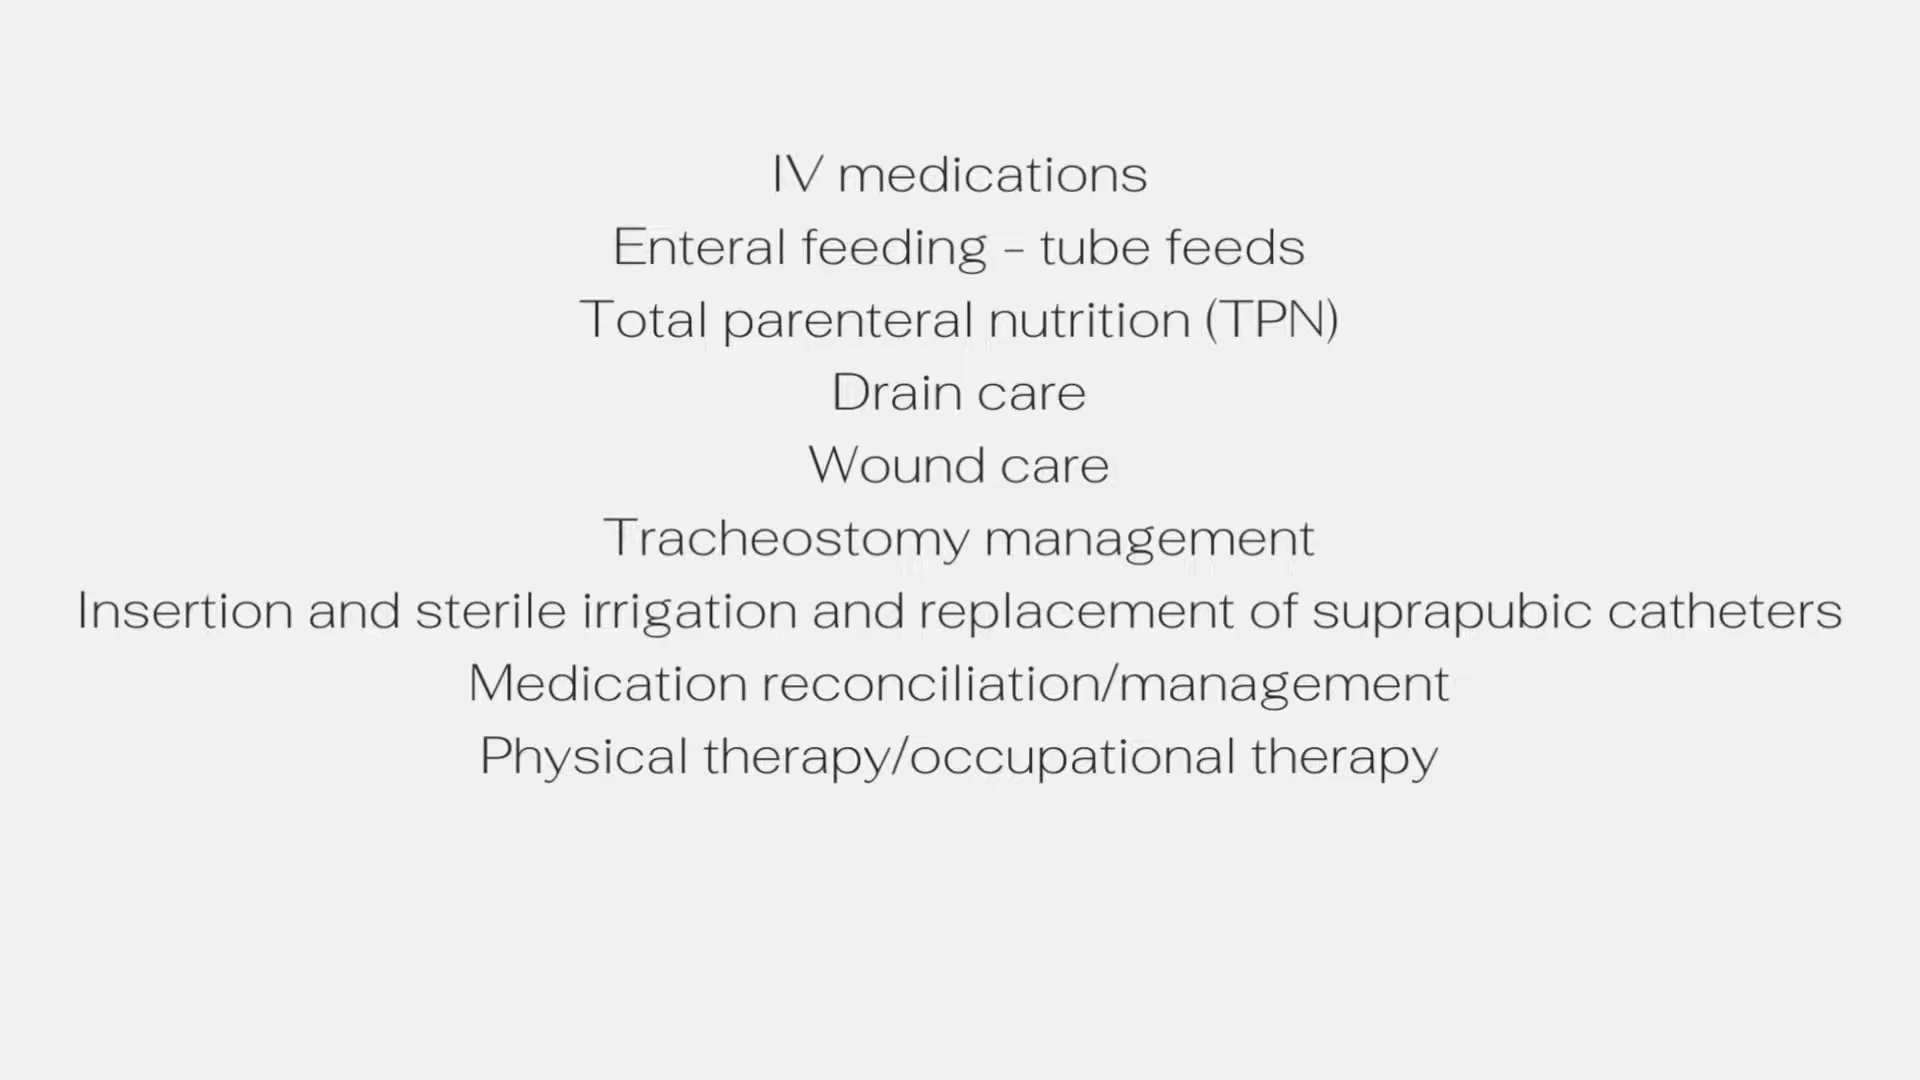 IV medications
Enteral feeding - tube feeds
Total parenteral nutrition (TPN)
Drain care
Wound care
Tracheostomy management
Insertion and sterile irrigation and replacement of suprapubic catheters
Medication reconciliation/management
Physical therapy/occupational therapy